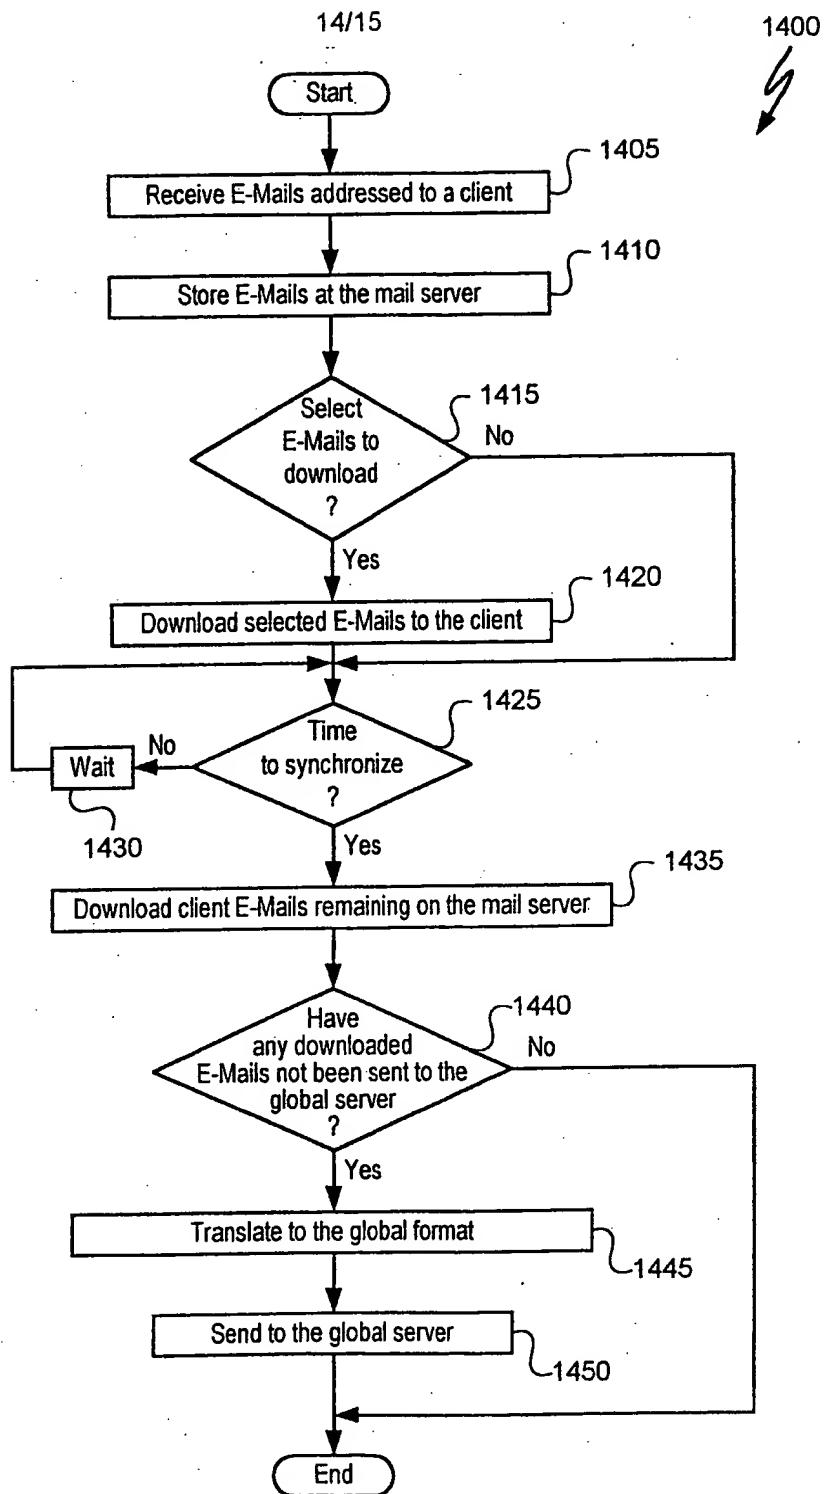 14/15
1400
Start
1405
Receive E-Mails addressed to a client
1410
Store E-Mails at the mail server
1415
Select
E-Mails to
download
?
No
Yes
1420
Download selected E-Mails to the client
1425
Time
to synchronize
?
No
Wait
1430
Yes
1435
Download client E-Mails remaining on the mail server
1440
Have
any downloaded
E-Mails not been sent to the
global server
?
No
Yes
Translate to the global format
1445
Send to the global server
1450
End